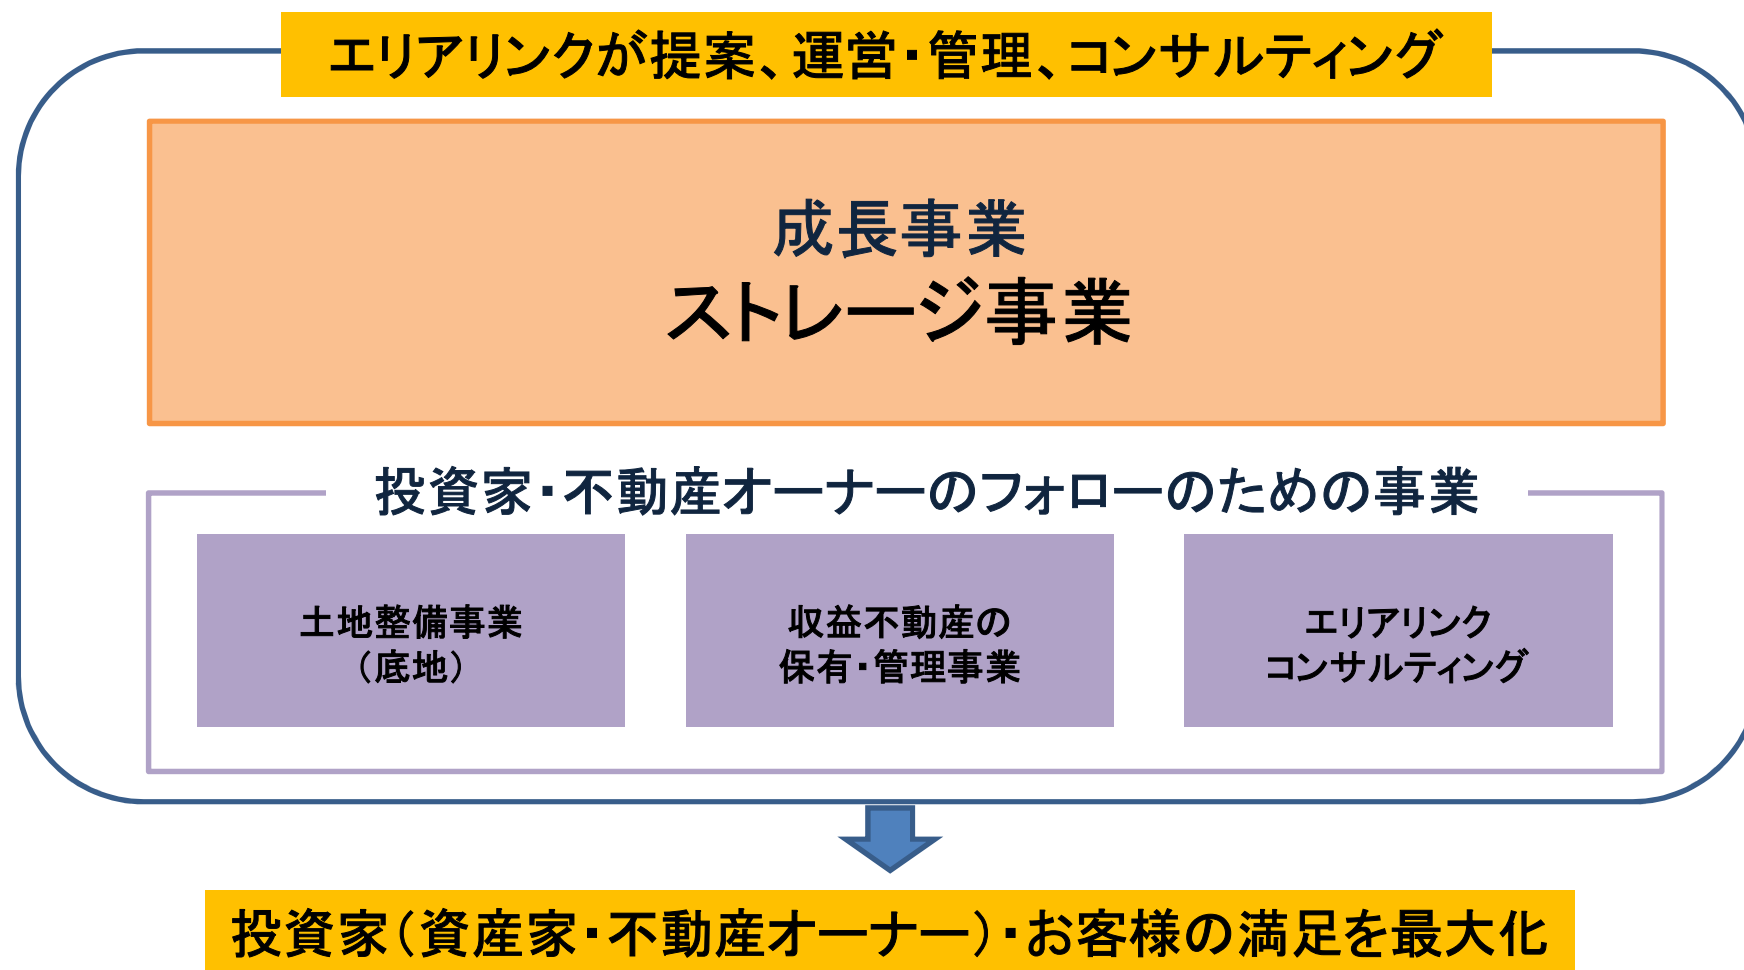 エリアリンクが提案、運営・管理、コンサルティング
成長事業
ストレージ事業
投資家・不動産オーナーのフォローのための事業
土地整備事業
（底地）
収益不動産の
保有・管理事業
エリアリンク
コンサルティング
投資家（資産家・不動産オーナー）・お客様の満足を最大化